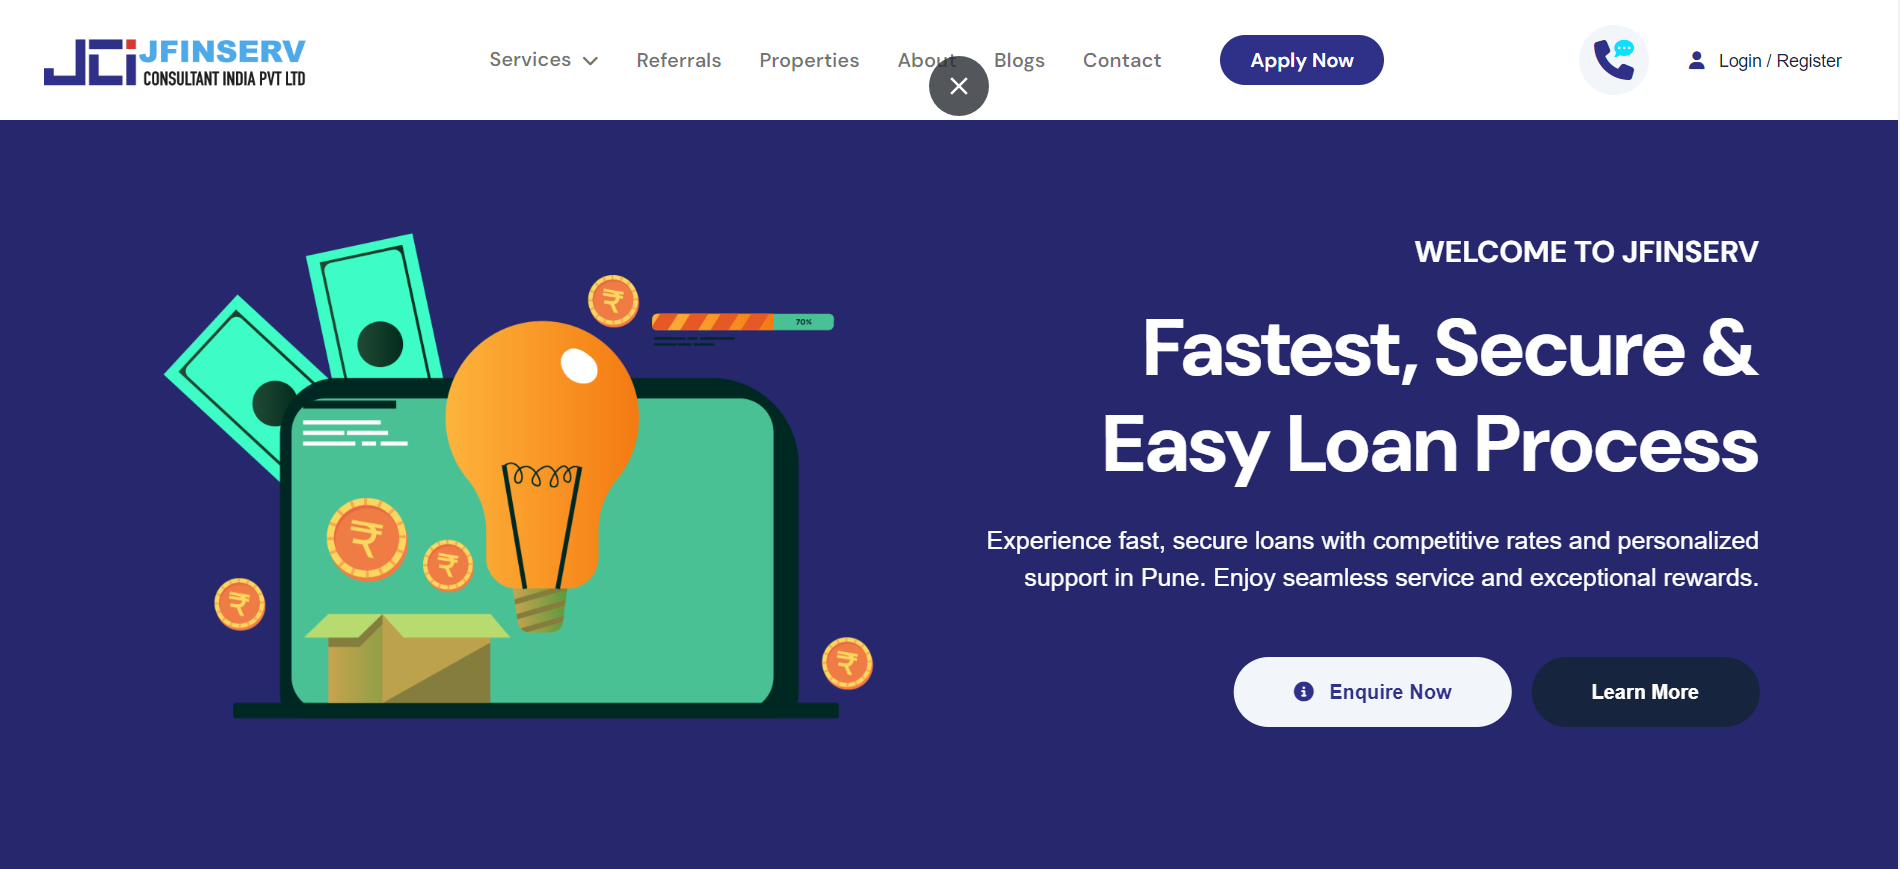 JCi JFINSERV
CONSULTANT INDIA PVT LTD
Services Referrals Properties About Blogs Contact Apply Now Login / Register
WELCOME TO JFINSERV
70%
Fastest, Secure &
Easy Loan Process
Experience fast, secure loans with competitive rates and personalized
support in Pune. Enjoy seamless service and exceptional rewards.
Enquire Now Learn More